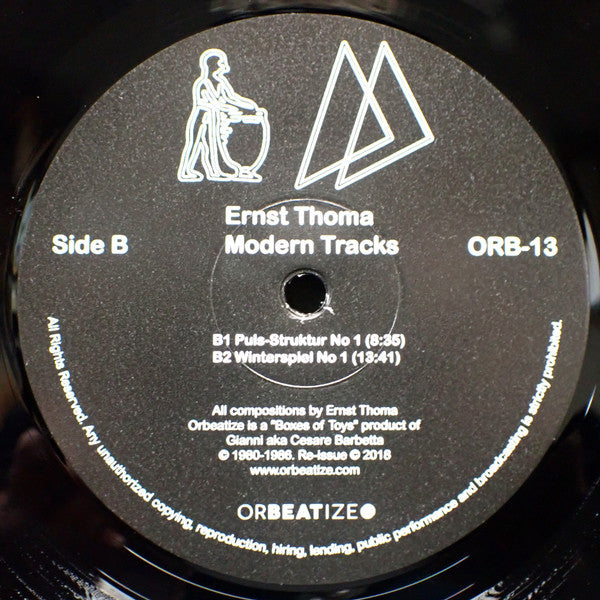 Ernst Thoma
Side B
Modern Tracks
ORB-13
B1 Puls-Struktur No 1 (8:35)
B2 Winterspiel No 1 (13:41)
All compositions by Ernst Thoma
Orbeatize is a "Boxes of Toys" product of
Gianni aka Cesare Barbetta
© 1980-1986. Re-issue © 2018
www.orbeatize.com
ORBEATIZE
All Rights Reserved. Any unauthorized copying, reproduction, hiring, lending, public performance and broadcasting is strictly prohibited.